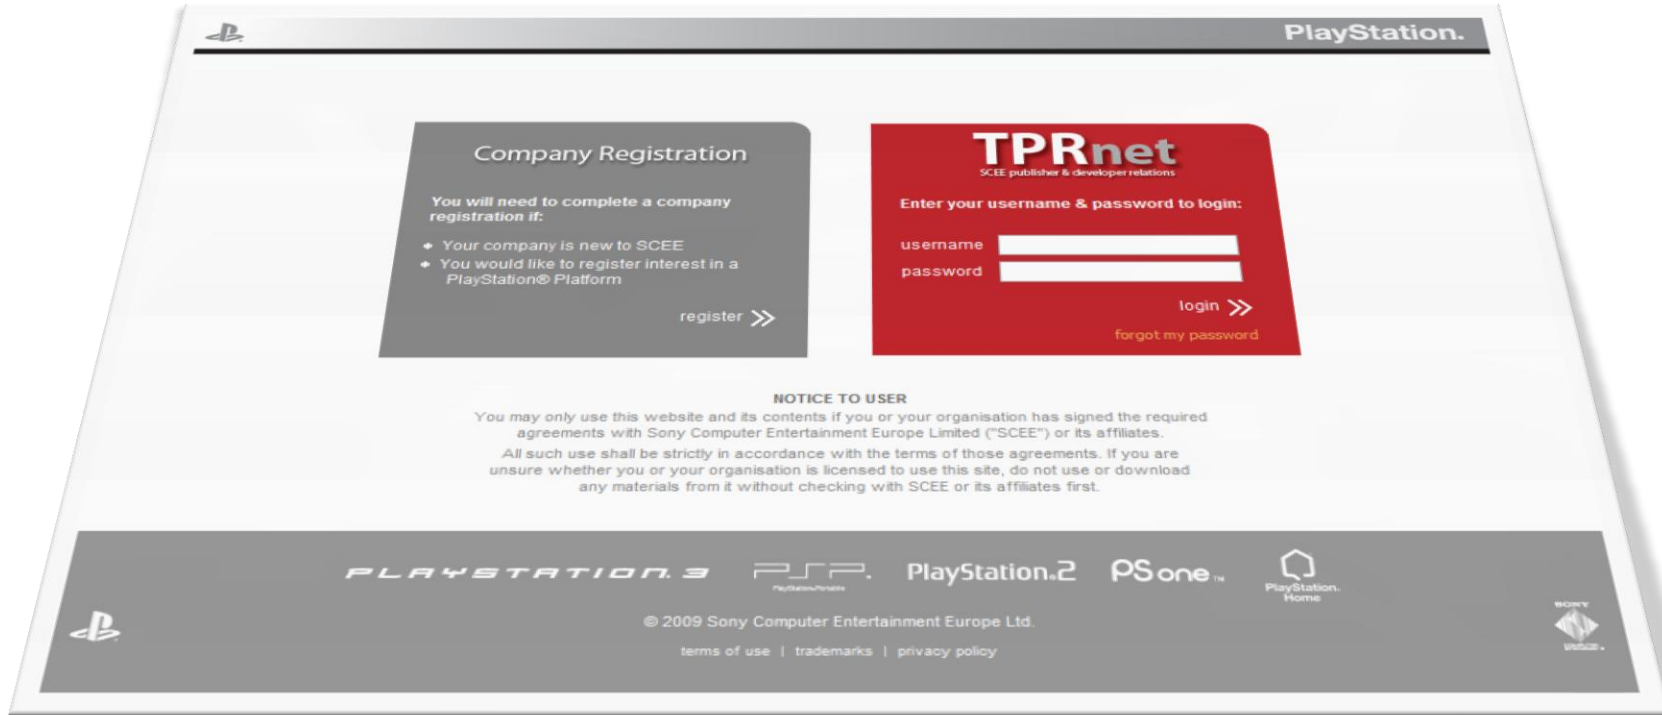 PlayStation.
Company Registration
You will need to complete a company
registration if:
Your company is new to SCEE
You would like to register interest in a
PlayStation® Platform
register
TPRnet
SCEE publisher & developer relations
Enter your username & password to login:
username
password
login
forgot my password
NOTICE TO USER
You may only use this website and its contents if you or your organisation has signed the required
agreements with Sony Computer Entertainment Europe Limited ("SCEE") or its affiliates.
All such use shall be strictly in accordance with the terms of those agreements. If you are
unsure whether you or your organisation is licensed to use this site, do not use or download
any materials from it without checking with SCEE or its affiliates first.
PLAYSTATION. 3
PSP.
PlayStation Portable
PlayStation.2
PS one™
PlayStation.
Home
SONY
© 2009 Sony Computer Entertainment Europe Ltd.
terms of use | trademarks | privacy policy